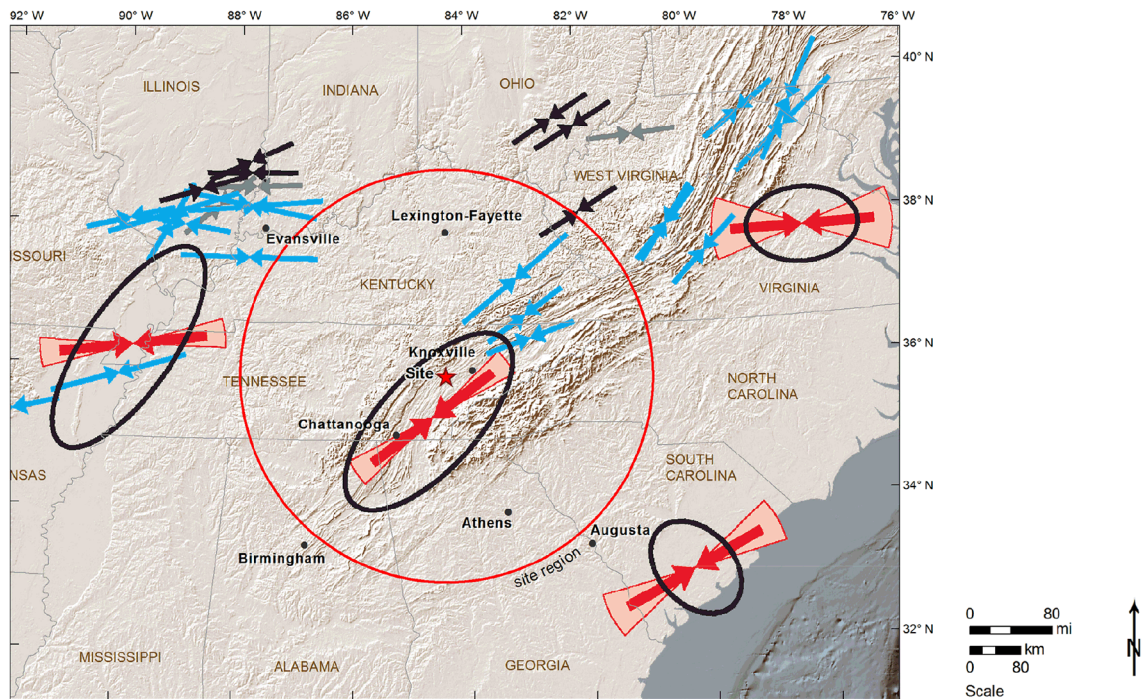 92° W
90° W
88° W
86° W
84° W
82° W
80° W
78° W
76° W
40° N
ILLINOIS
INDIANA
OHIO
WEST VIRGINIA
38° N
Lexington-Fayette
Evansville
ISSOURI
KENTUCKY
VIRGINIA
36° N
Knoxville
Site
TENNESSEE
NORTH
CAROLINA
Chattanooga
SOUTH
CAROLINA
NSAS
34° N
Athens
Augusta
Birmingham
site region
32° N
MISSISSIPPI
ALABAMA
GEORGIA
0 80
mi
km
0 80
Scale
N